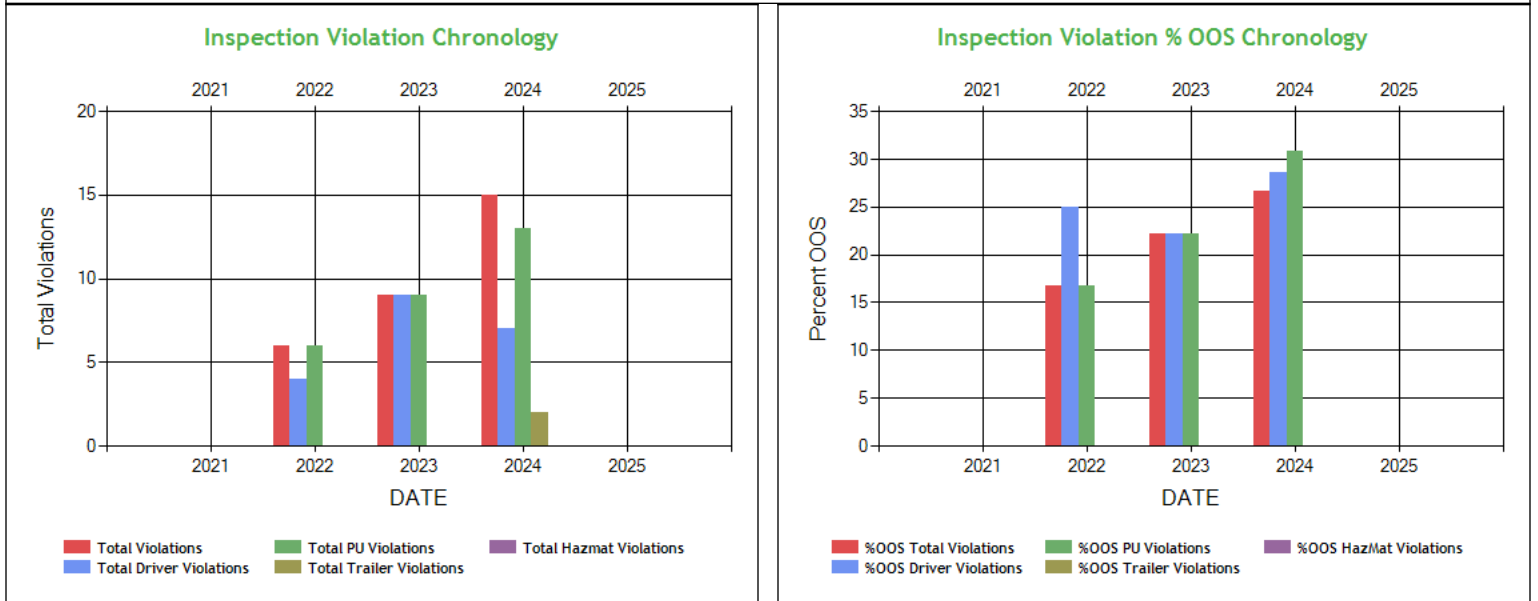 Inspection Violation Chronology
2021 2022 2023 2024 2025
20
15
10
5
0
Total Violations
2021 2022 2023 2024 2025
DATE
Total Violations Total PU Violations Total Hazmat Violations
Total Driver Violations Total Trailer Violations
Inspection Violation % OOS Chronology
2021 2022 2023 2024 2025
35
30
25
20
15
10
5
0
Percent OOS
2021 2022 2023 2024 2025
DATE
%OOS Total Violations %OOS PU Violations %OOS HazMat Violations
%OOS Driver Violations %OOS Trailer Violations